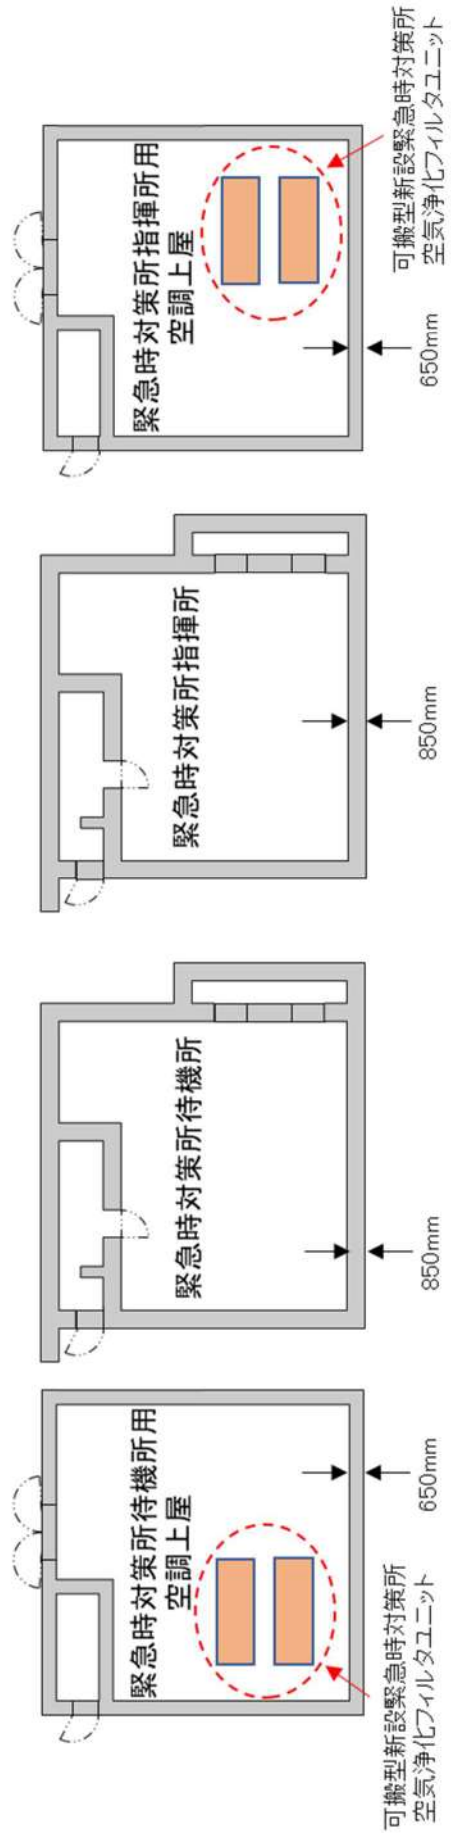 緊急時対策所待機所用
空調上屋
650mm
可搬型新設緊急時対策所
空気浄化フィルタユニット
緊急時対策所待機所
850mm
緊急時対策所指揮所
850mm
緊急時対策所指揮所用
空調上屋
650mm
可搬型新設緊急時対策所
空気浄化フィルタユニット